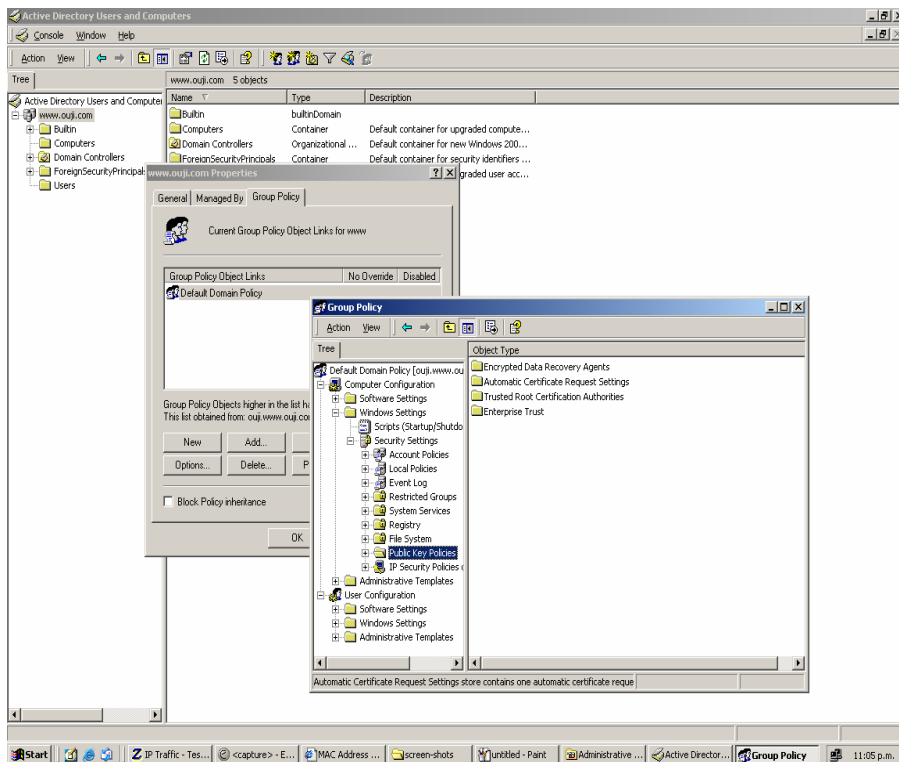 Active Directory Users and Computers
Console Window Help
Action View
Tree
www.ouji.com 5 objects
Active Directory Users and Computer
www.ouji.com
Builtin
Computers
Domain Controllers
ForeignSecurityPrincipal
Users
Name Type Description
Builtin builtinDomain
Computers Container Default container for upgraded compute...
Domain Controllers Organizational ... Default container for new Windows 200...
ForeignSecurityPrincipals Container Default container for security identifiers ...
graded user acc...
www.ouji.com Properties
General Managed By Group Policy
Current Group Policy Object Links for www
Group Policy Object Links No Override Disabled
Default Domain Policy
Group Policy Objects higher in the list ha
This list obtained from: ouji.www.ouji.co
New Add...
Options... Delete... P
Block Policy inheritance
OK
Group Policy
Action View
Tree
Default Domain Policy [ouji.www.ou
Computer Configuration
Software Settings
Windows Settings
Scripts (Startup/Shutdo
Security Settings
Account Policies
Local Policies
Event Log
Restricted Groups
System Services
Registry
File System
Public Key Policies
IP Security Policies
Administrative Templates
User Configuration
Software Settings
Windows Settings
Administrative Templates
Object Type
Encrypted Data Recovery Agents
Automatic Certificate Request Settings
Trusted Root Certification Authorities
Enterprise Trust
Automatic Certificate Request Settings store contains one automatic certificate reque
Start IP Traffic - Tes... <capture> - E... MAC Address ... screen-shots untitled - Paint Administrative ... Active Director... Group Policy 11:05 p.m.